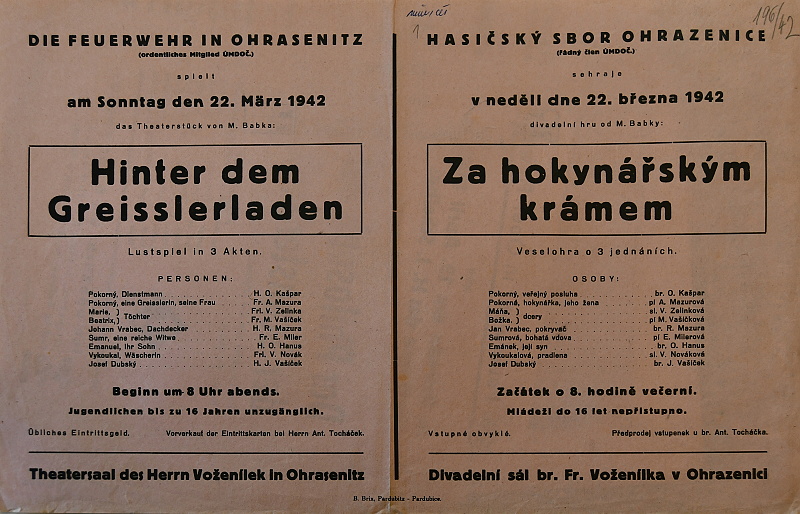 DIE FEUERWEHR IN OHRASENITZ
(ordentliches Mitglied ÚMDOČ.)
spielt
am Sonntag den 22. März 1942
das Theaterstück von M. Babka:
Hinter dem
Greisslerladen
Lustspiel in 3 Akten.
PERSONEN:
Pokorný, Dienstmann H. O. Kašpar
Pokorný, eine Greisslerin, seine Frau Fr. A. Mazura
Marie, ) Frl. V. Zelinka
Töchter
Beatrix,) Fr. M. Vašíček
Johann Vrabec, Dachdecker H. R. Mazura
Sumr, eine reiche Witwe Fr. E. Miler
Emanuel, ihr Sohn H. O. Hanus
Vykoukal, Wäscherin Frl. V. Novák
Josef Dubský H. J. Vašíček
Beginn um 8 Uhr abends.
Jugendlichen bis zu 16 Jahren unzugänglich.
Übliches Eintrittsgeld. Vorverkauf der Eintrittskarten bei Herrn Ant. Tocháček.
Theatersaal des Herrn Voženílek in Ohrasenitz
196/42
HASIČSKÝ SBOR OHRAZENICE
(řádný člen ÚMDOČ.)
sehraje
v neděli dne 22. března 1942
divadelní hru od M. Babky:
Za hokynářským
krámem
Veselohra o 3 jednáních.
OSOBY:
Pokorný, veřejný posluha br. O. Kašpar
Pokorná, hokynářka, jeho žena pí A. Mazurová
Máňa, ) sl. V. Zelinková
dcery
Božka, ) pí M. Vašíčková
Jan Vrabec, pokryvač br. R. Mazura
Sumrová, bohatá vdova pí E. Milerová
Emánek, její syn br. O. Hanus
Vykoukalová, pradlena sl. V. Nováková
Josef Dubský br. J. Vašíček
Začátek o 8. hodině večerní.
Mládeži do 16 let nepřístupno.
Vstupné obvyklé. Předprodej vstupenek u br. Ant. Tocháčka.
Divadelní sál br. Fr. Voženílka v Ohrazenici
B. Brix, Pardubitz - Pardubice.